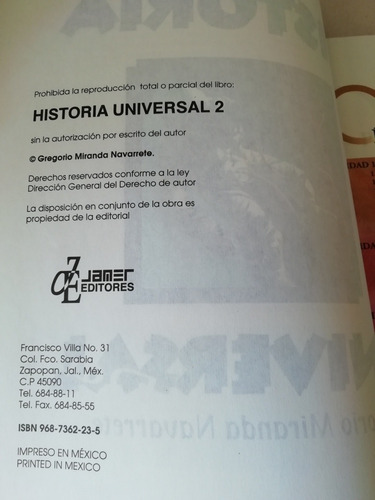 Prohibida la reproducción total o parcial del libro:
HISTORIA UNIVERSAL 2
sin la autorización por escrito del autor
© Gregorio Miranda Navarrete.
Derechos reservados conforme a la ley
Dirección General del Derecho de autor
La disposición en conjunto de la obra es
propiedad de la editorial
Jamer
EDITORES
Francisco Villa No. 31
Col. Fco. Sarabia
Zapopan, Jal., Méx.
C.P 45090
Tel. 684-88-11
Tel. Fax. 684-85-55
ISBN 968-7362-23-5
IMPRESO EN MÉXICO
PRINTED IN MEXICO